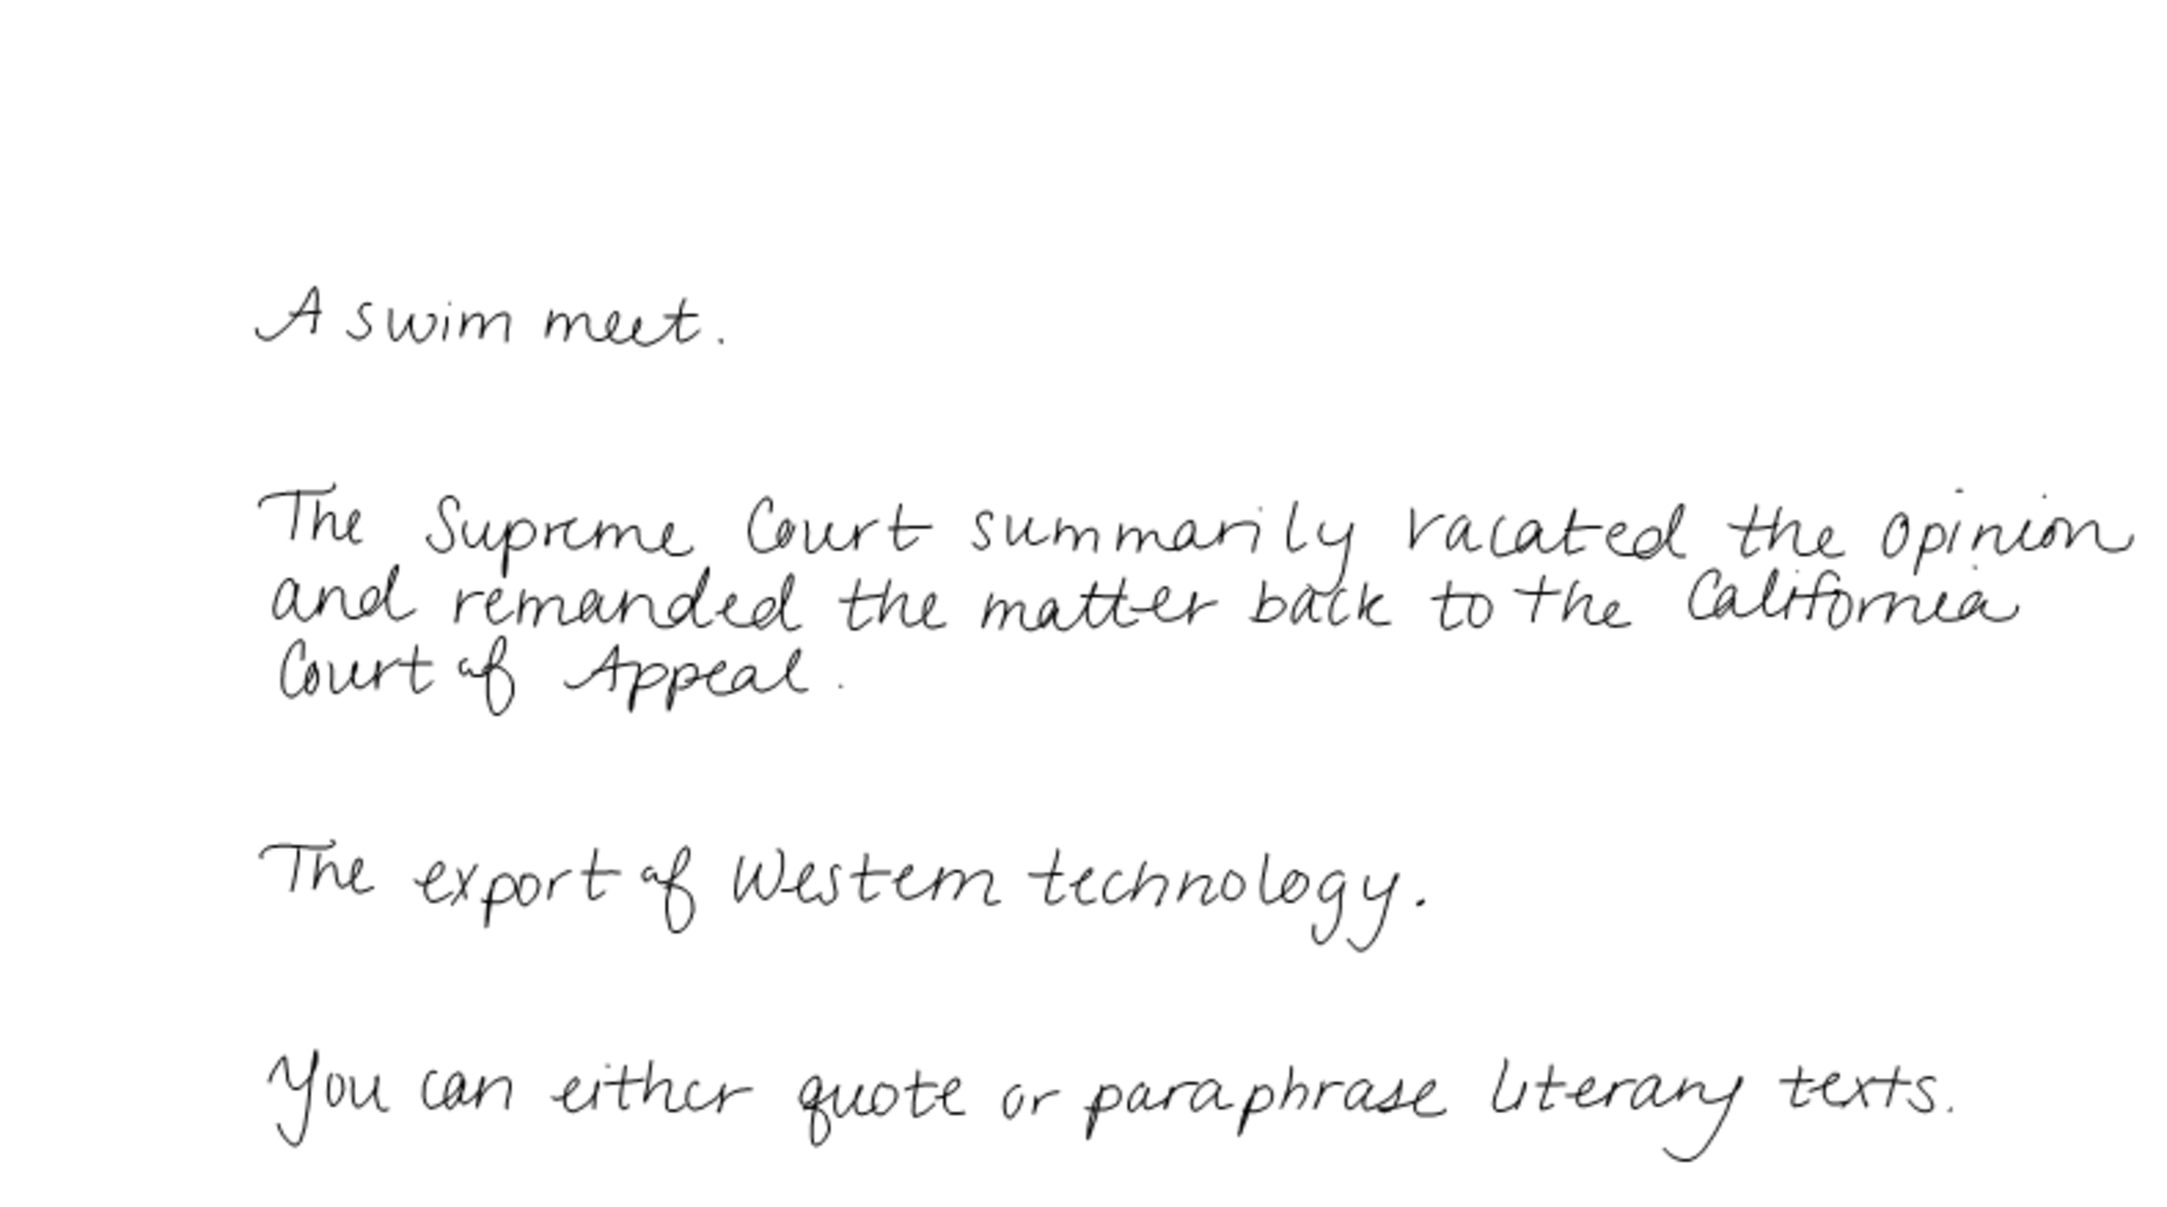 A swim meet.
The Supreme Court summarily vacated the opinion
and remanded the matter back to the California
Court of Appeal.
The export of Western technology.
You can either quote or paraphrase literary texts.